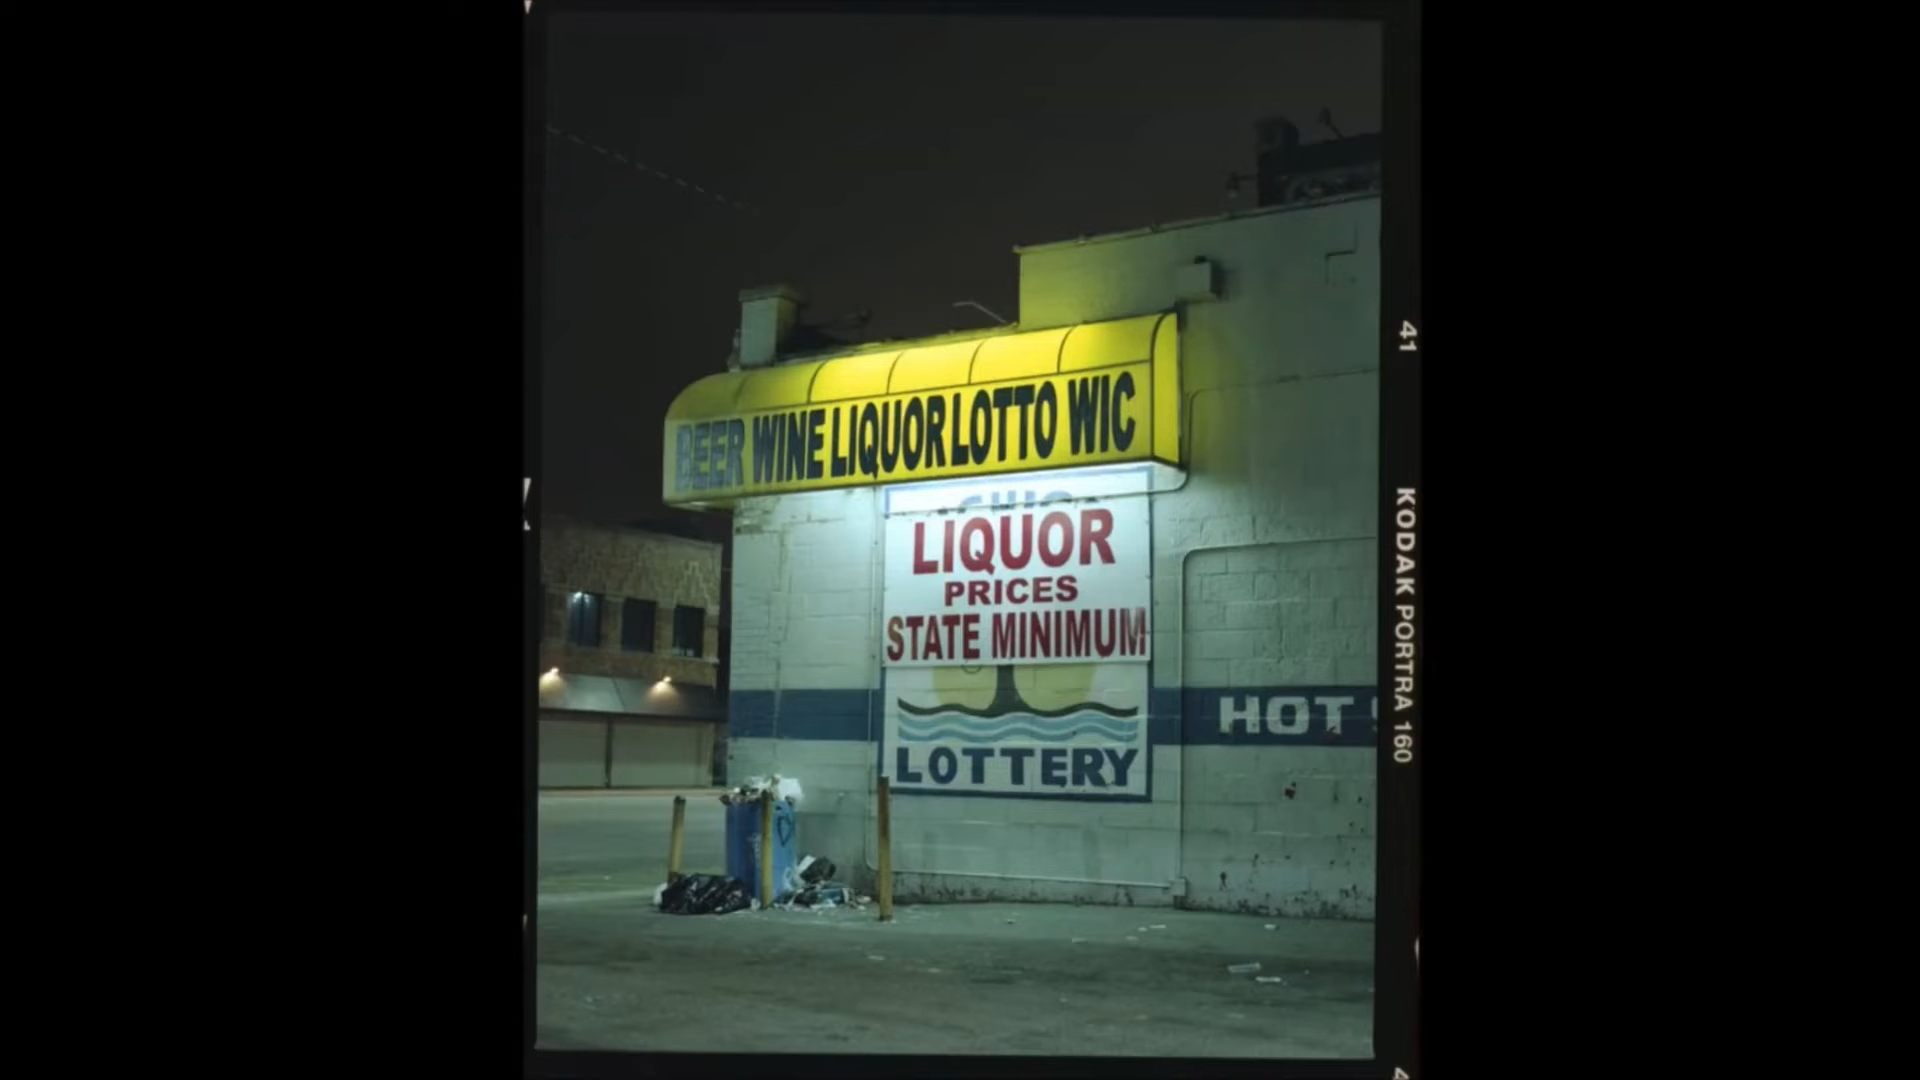 BEER WINE LIQUOR LOTTO WIC
LIQUOR
PRICES
STATE MINIMUM
LOTTERY
HOT
41
KODAK PORTRA 160